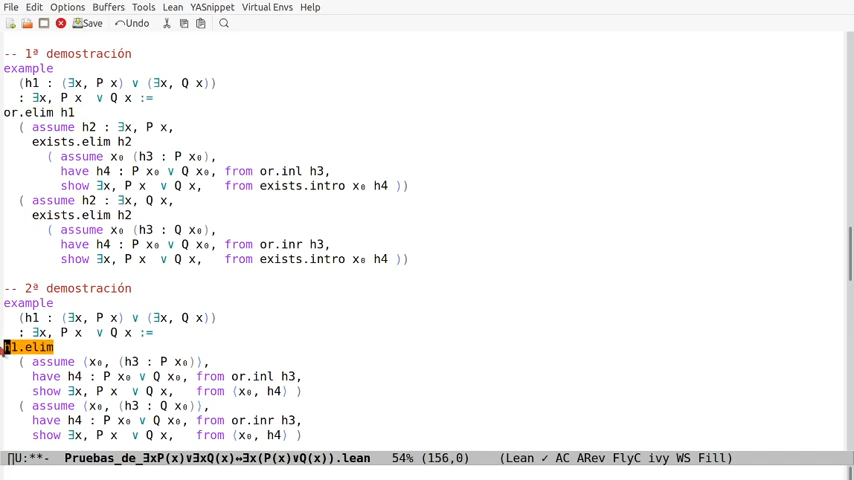 File Edit Options Buffers Tools Lean YASnippet Virtual Envs Help
Save Undo
-- 1ª demostración
example
  (h1 : (∃x, P x) ∨ (∃x, Q x))
  : ∃x, P x  ∨ Q x :=
or.elim h1
  ( assume h2 : ∃x, P x,
    exists.elim h2
      ( assume x₀ (h3 : P x₀),
        have h4 : P x₀ ∨ Q x₀, from or.inl h3,
        show ∃x, P x  ∨ Q x,   from exists.intro x₀ h4 ))
  ( assume h2 : ∃x, Q x,
    exists.elim h2
      ( assume x₀ (h3 : Q x₀),
        have h4 : P x₀ ∨ Q x₀, from or.inr h3,
        show ∃x, P x  ∨ Q x,   from exists.intro x₀ h4 ))
-- 2ª demostración
example
  (h1 : (∃x, P x) ∨ (∃x, Q x))
  : ∃x, P x  ∨ Q x :=
h1.elim
  ( assume ⟨x₀, (h3 : P x₀)⟩,
    have h4 : P x₀ ∨ Q x₀, from or.inl h3,
    show ∃x, P x  ∨ Q x,   from ⟨x₀, h4⟩ )
  ( assume ⟨x₀, (h3 : Q x₀)⟩,
    have h4 : P x₀ ∨ Q x₀, from or.inr h3,
    show ∃x, P x  ∨ Q x,   from ⟨x₀, h4⟩ )
∏U:**-  Pruebas_de_∃xP(x)∨∃xQ(x)↔∃x(P(x)∨Q(x)).lean   54% (156,0)   (Lean ✓ AC ARev FlyC ivy WS Fill)